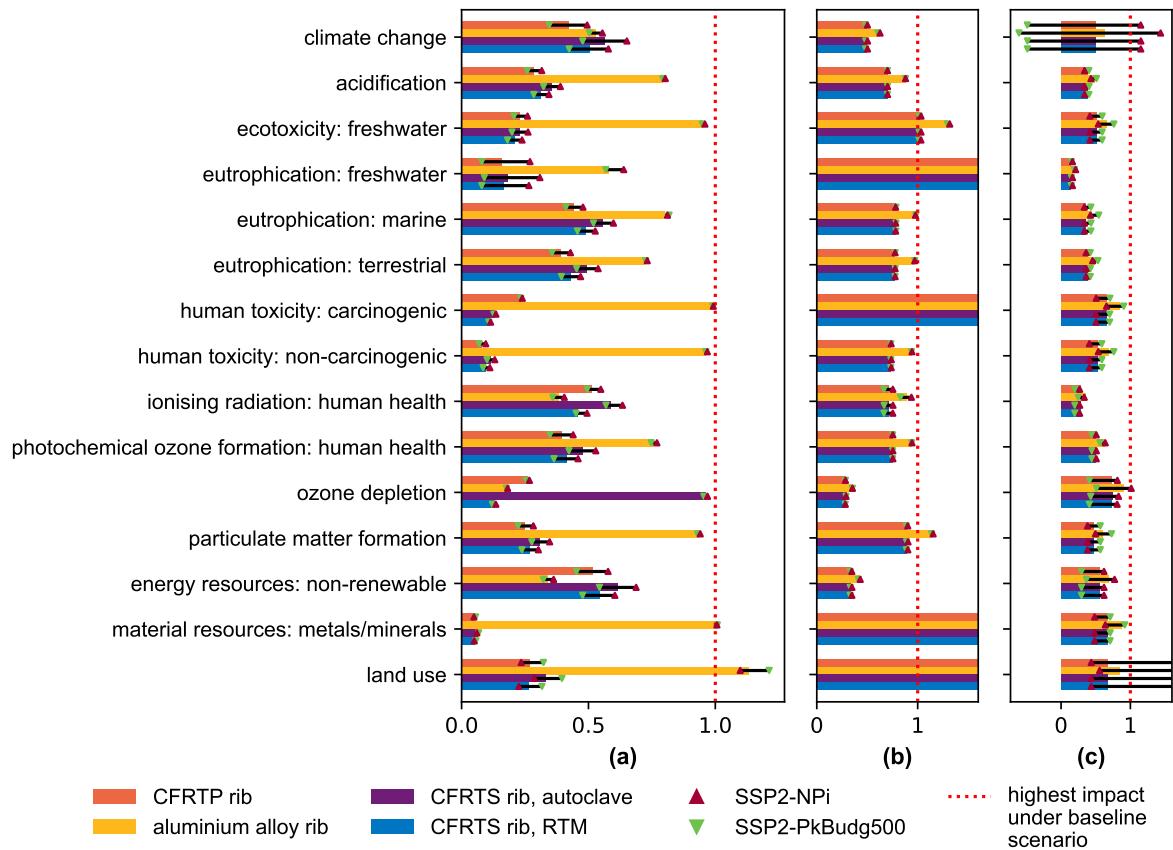 climate change
acidification
ecotoxicity: freshwater
eutrophication: freshwater
eutrophication: marine
eutrophication: terrestrial
human toxicity: carcinogenic
human toxicity: non-carcinogenic
ionising radiation: human health
photochemical ozone formation: human health
ozone depletion
particulate matter formation
energy resources: non-renewable
material resources: metals/minerals
land use
0.0 0.5 1.0 0 1 0 1
(a) (b) (c)
CFRTP rib
aluminium alloy rib
CFRTS rib, autoclave
CFRTS rib, RTM
SSP2-NPi
SSP2-PkBudg500
highest impact
under baseline
scenario